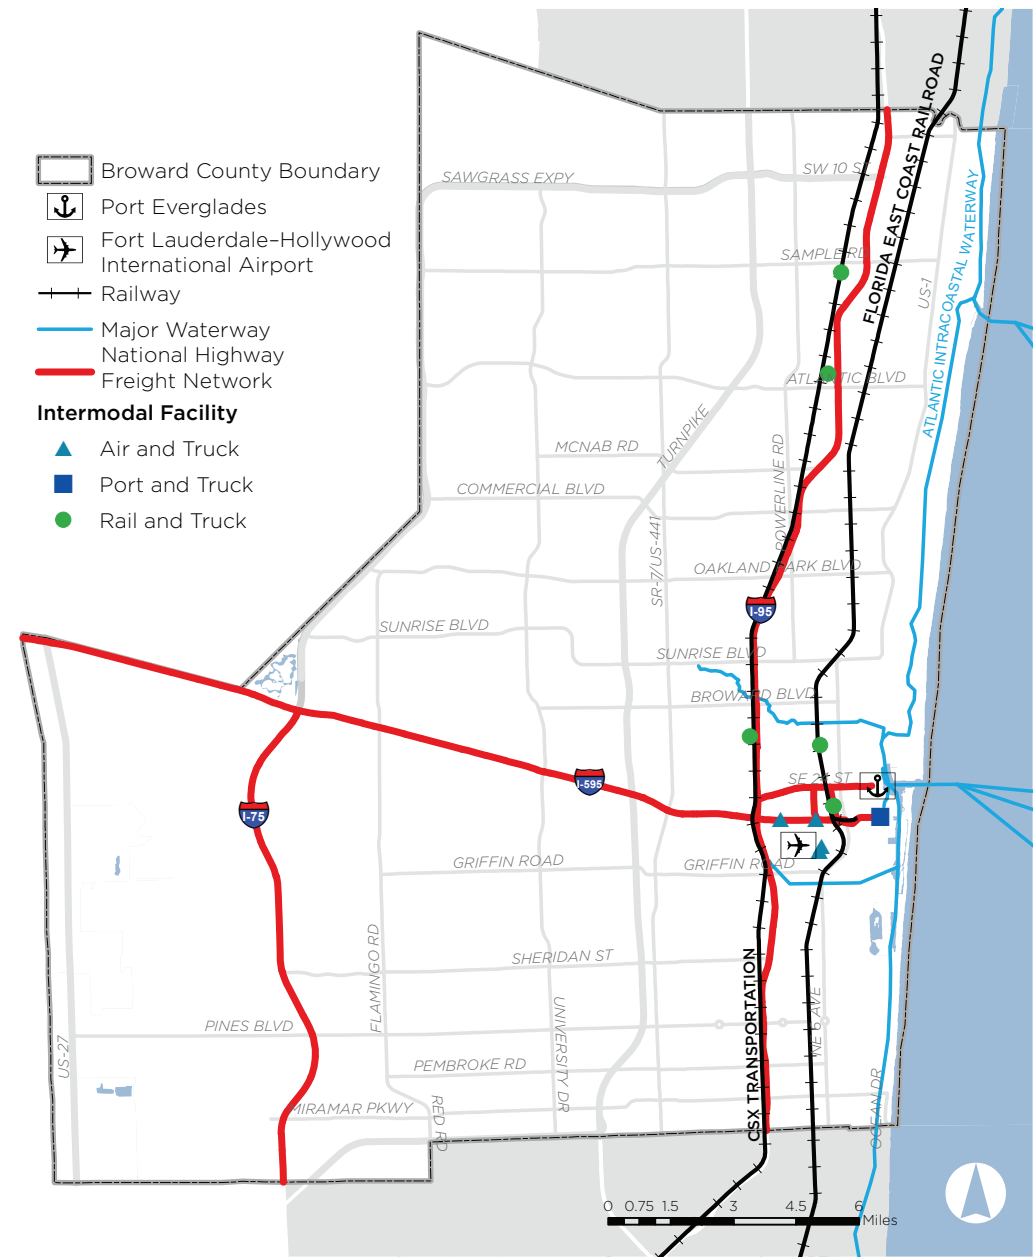 Broward County Boundary
Port Everglades
Fort Lauderdale–Hollywood
International Airport
Railway
Major Waterway
National Highway
Freight Network
Intermodal Facility
Air and Truck
Port and Truck
Rail and Truck
FLORIDA EAST COAST RAILROAD
SAWGRASS EXPY
SW 10 ST
SAMPLE RD
US-1
ATLANTIC INTRACOASTAL WATERWAY
ATLANTIC BLVD
TURNPIKE
MCNAB RD
POWERLINE RD
COMMERCIAL BLVD
SR-7/US-441
OAKLAND PARK BLVD
I-95
SUNRISE BLVD
SUNRISE BLVD
BROWARD BLVD
SE 24 ST
I-595
I-75
GRIFFIN ROAD
GRIFFIN ROAD
FLAMINGO RD
SHERIDAN ST
CSX TRANSPORTATION
UNIVERSITY DR
NE 6 AVE
PINES BLVD
US-27
PEMBROKE RD
OCEAN DR
MIRAMAR PKWY
RED RD
0 0.75 1.5 3 4.5 6
Miles